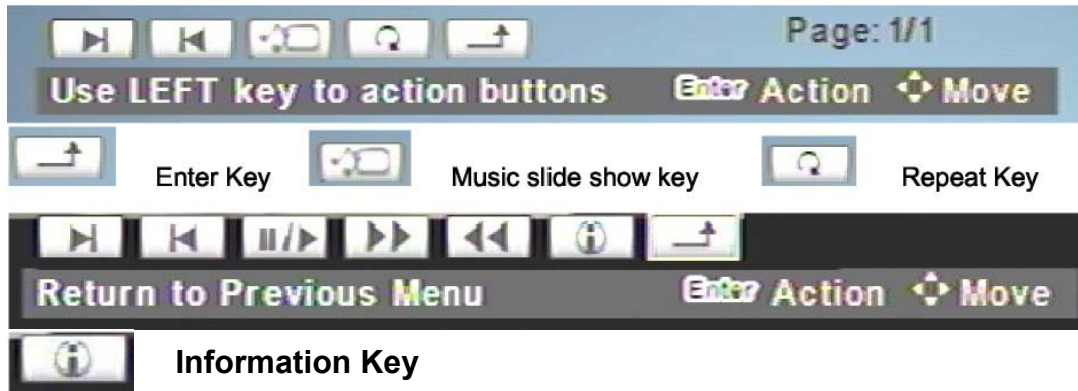 Page: 1/1
Use LEFT key to action buttons Enter Action Move
Enter Key Music slide show key Repeat Key
Return to Previous Menu Enter Action Move
Information Key